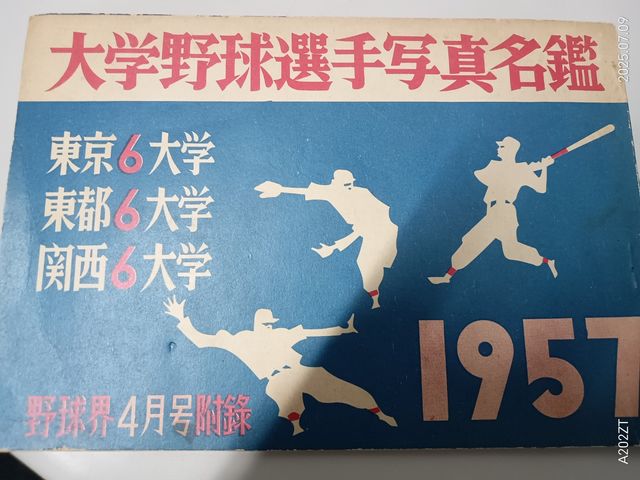 大学野球選手写真名鑑
東京6大学
東都6大学
関西6大学
1957
野球界4月号附錄
2025.07.09
A202ZT